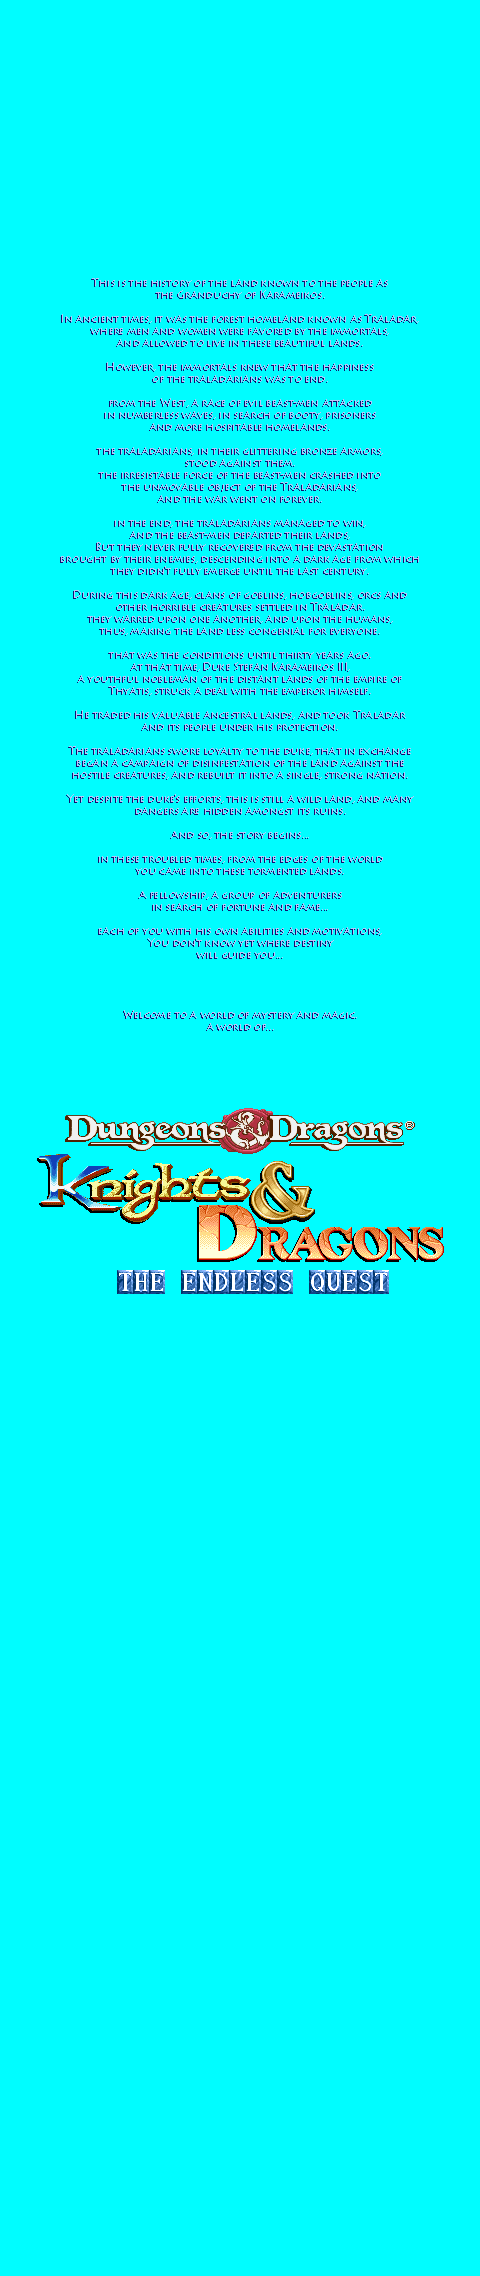 This is the history of the land known to the people as
the Granduchy of Karameikos.
In ancient times, it was the forest homeland known as Traladar,
where men and women were favored by the immortals,
and allowed to live in these beautiful lands.
However, the immortals knew that the happiness
of the traladarians was to end.
from the West, a race of evil beast-men attacked
in numberless waves, in search of booty, prisoners
and more hospitable homelands.
the traladarians, in their glittering bronze armors,
stood against them.
the irresistable force of the beast-men crashed into
the unmovable object of the Traladarians,
and the war went on forever.
in the end, the traladarians managed to win,
and the beast-men departed their lands,
But they never fully recovered from the devastation
brought by their enemies, descending into a dark age from which
they didn't fully emerge until the last century.
During this dark age, clans of goblins, hobgoblins, orcs and
other horrible creatures settled in Traladar.
they warred upon one another, and upon the humans,
thus, making the land less congenial for everyone.
that was the conditions until thirty years ago.
at that time, Duke Stefan Karameikos III,
a youthful nobleman of the distant lands of the empire of
Thyatis, struck a deal with the emperor himself.
He traded his valuable ancestral lands, and took Traladar
and its people under his protection.
The traladarians swore loyalty to the duke, that in exchange
began a campaign of disinfestation of the land against the
hostile creatures, and rebuilt it into a single, strong nation.
Yet despite the duke's efforts, this is still a wild land, and many
dangers are hidden amongst its ruins.
And so, the story begins...
in these troubled times, from the edges of the world
you came into these tormented lands.
A fellowship, a group of adventurers
in search of fortune and fame...
each of you with his own abilities and motivations,
You don't know yet where destiny
will guide you...
Welcome to a world of mystery and magic.
a world of...
Dungeons & Dragons®
Knights &
Dragons
THE ENDLESS QUEST